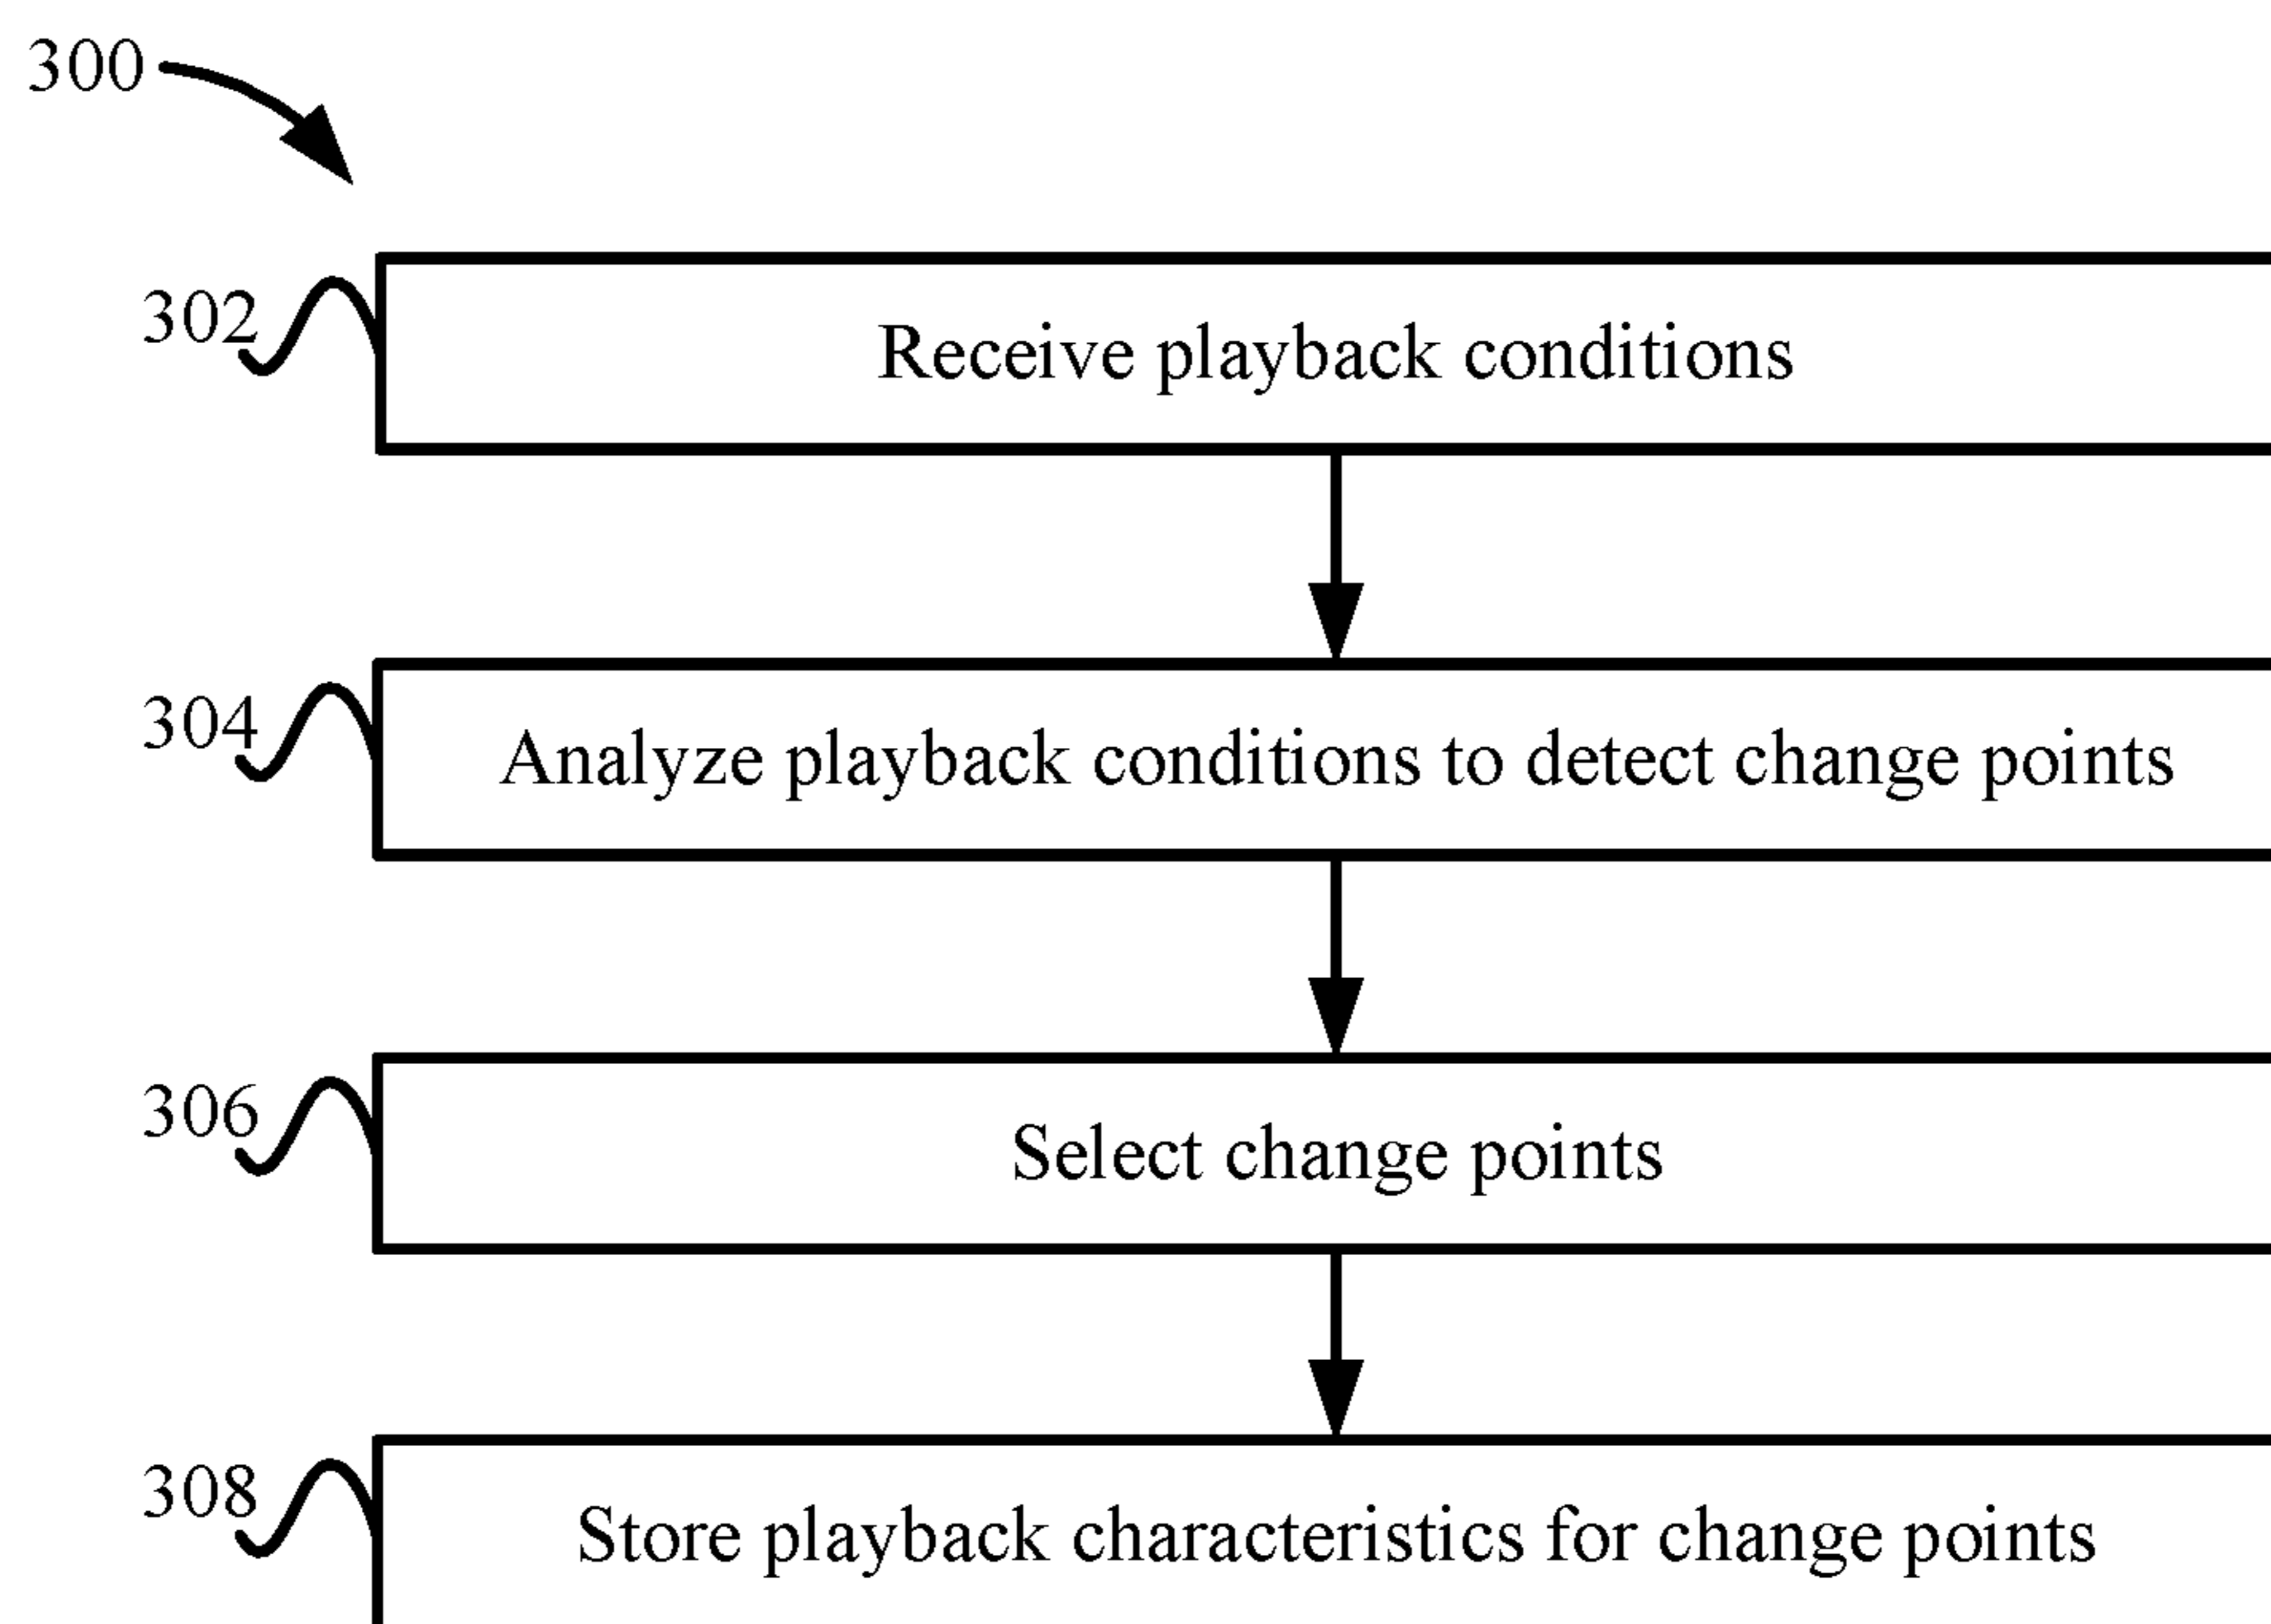 300
302
Receive playback conditions
304
Analyze playback conditions to detect change points
306
Select change points
308
Store playback characteristics for change points